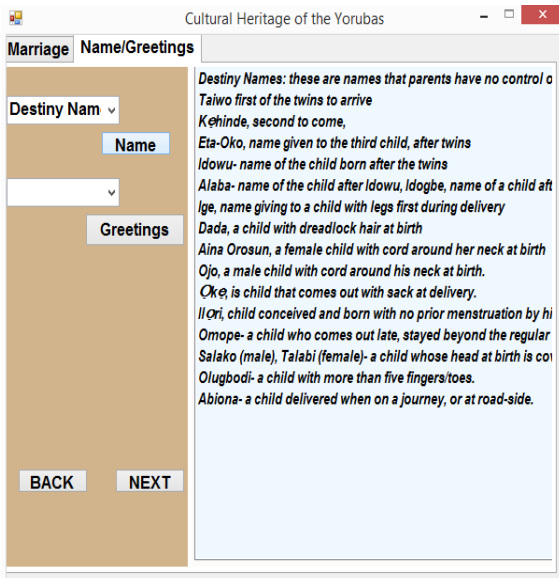 Cultural Heritage of the Yorubas
Marriage
Name/Greetings
Destiny Nam
Name
Greetings
BACK
NEXT
Destiny Names: these are names that parents have no control o
Taiwo first of the twins to arrive
Kẹhinde, second to come,
Eta-Oko, name given to the third child, after twins
Idowu- name of the child born after the twins
Alaba- name of the child after Idowu, Idogbe, name of a child aft
Ige, name giving to a child with legs first during delivery
Dada, a child with dreadlock hair at birth
Aina Orosun, a female child with cord around her neck at birth
Ojo, a male child with cord around his neck at birth.
Ọkẹ, is child that comes out with sack at delivery.
Ilọri, child conceived and born with no prior menstruation by hi
Omope- a child who comes out late, stayed beyond the regular
Salako (male), Talabi (female)- a child whose head at birth is cov
Olugbodi- a child with more than five fingers/toes.
Abiona- a child delivered when on a journey, or at road-side.